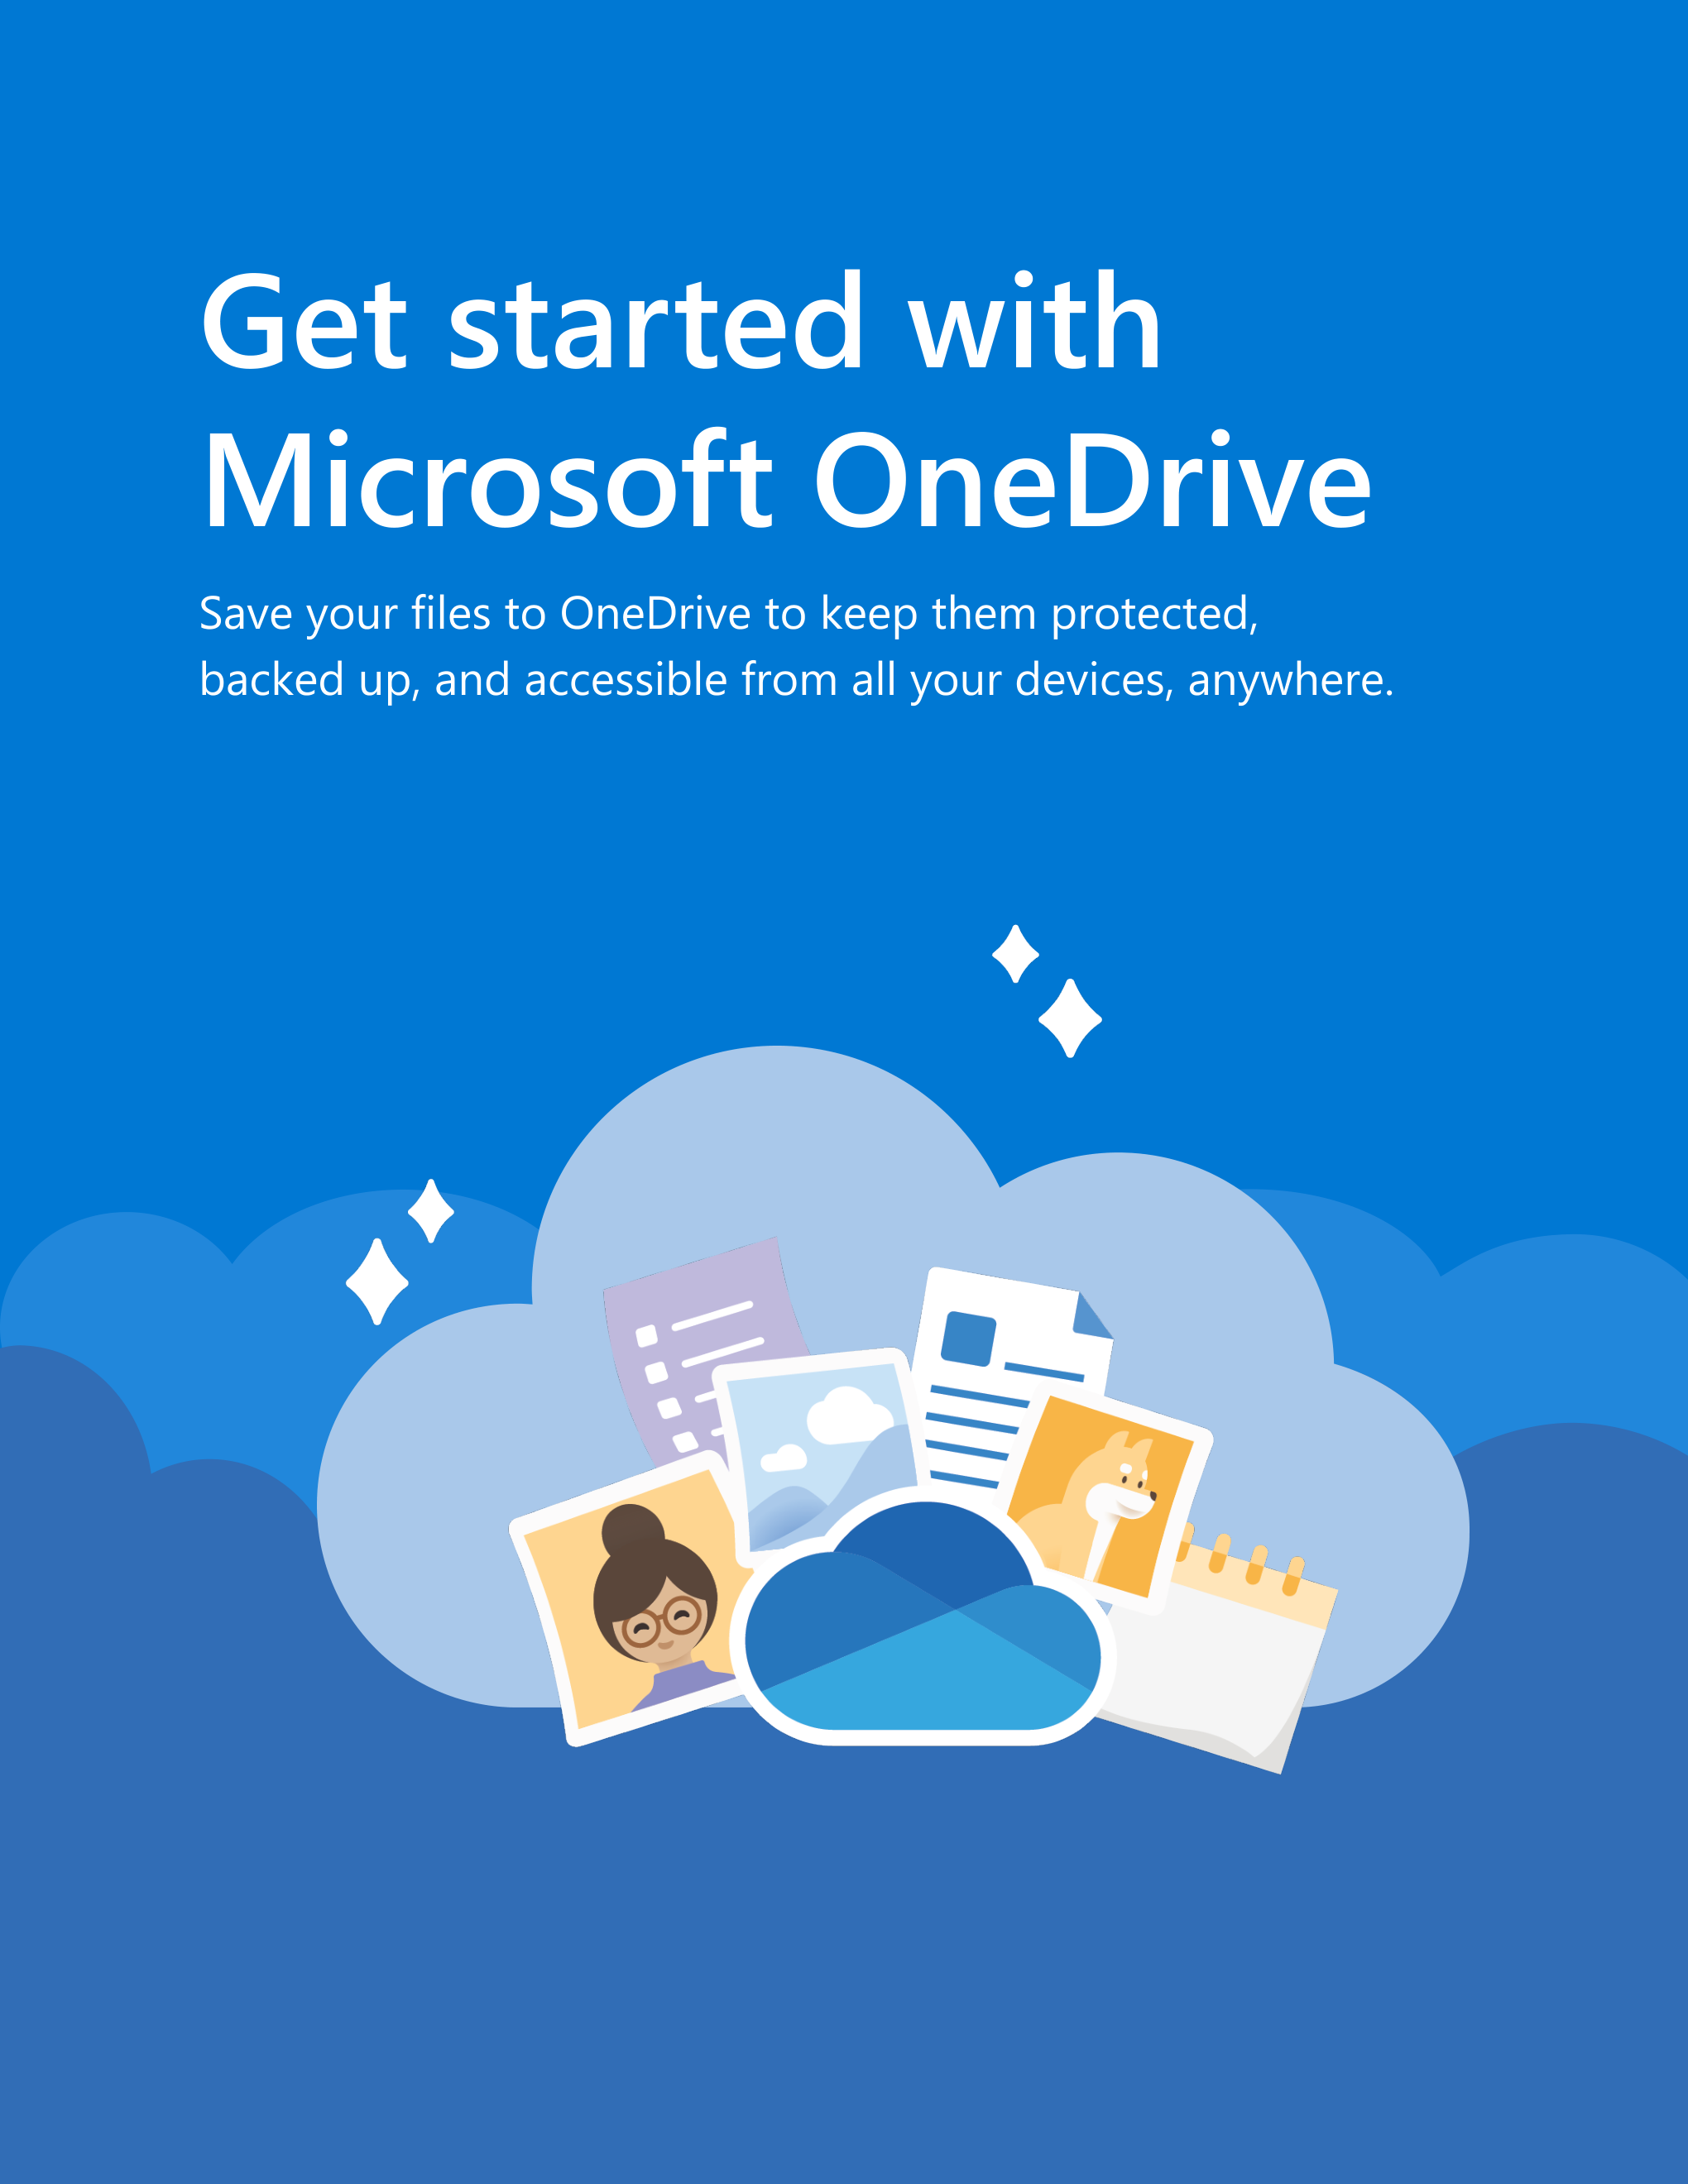 Get started with
Microsoft OneDrive
Save your files to OneDrive to keep them protected,
backed up, and accessible from all your devices, anywhere.